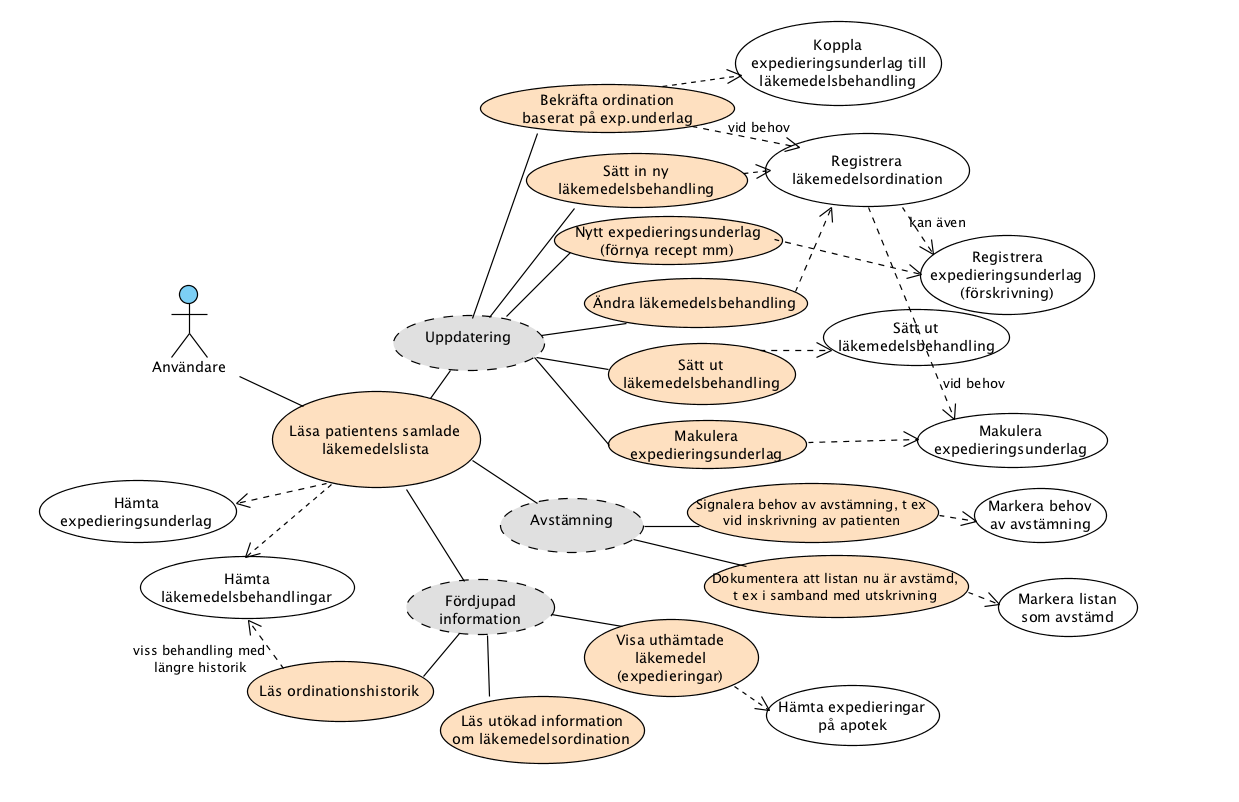 Koppla
expedieringsunderlag till
läkemedelsbehandling
Bekräfta ordination
baserat på exp.underlag
vid behov
Registrera
läkemedelsordination
Sätt in ny
läkemedelsbehandling
kan även
Nytt expedieringsunderlag
(förnya recept mm)
Registrera
expedieringsunderlag
(förskrivning)
Ändra läkemedelsbehandling
Uppdatering
Sätt ut
läkemedelsbehandling
Användare
Sätt ut
läkemedelsbehandling
vid behov
Läsa patientens samlade
läkemedelslista
Makulera
expedieringsunderlag
Makulera
expedieringsunderlag
Hämta
expedieringsunderlag
Avstämning
Signalera behov av avstämning, t ex
vid inskrivning av patienten
Markera behov
av avstämning
Hämta
läkemedelsbehandlingar
Dokumentera att listan nu är avstämd,
t ex i samband med utskrivning
Markera listan
som avstämd
Fördjupad
information
viss behandling med
längre historik
Visa uthämtade
läkemedel
(expedieringar)
Läs ordinationshistorik
Läs utökad information
om läkemedelsordination
Hämta expedieringar
på apotek